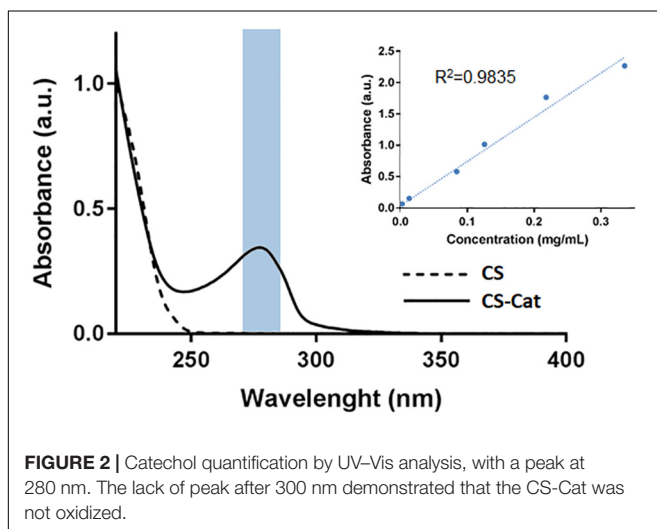 2.5
R²=0.9835
2.0
1.0
1.5
Absorbance (a.u.)
1.0
0.5
0.0
0.0 0.1 0.2 0.3
Concentration (mg/mL)
0.5
Absorbance (a.u.)
CS
CS-Cat
0.0
250 300 350 400
Wavelenght (nm)
FIGURE 2 | Catechol quantification by UV–Vis analysis, with a peak at
280 nm. The lack of peak after 300 nm demonstrated that the CS-Cat was
not oxidized.